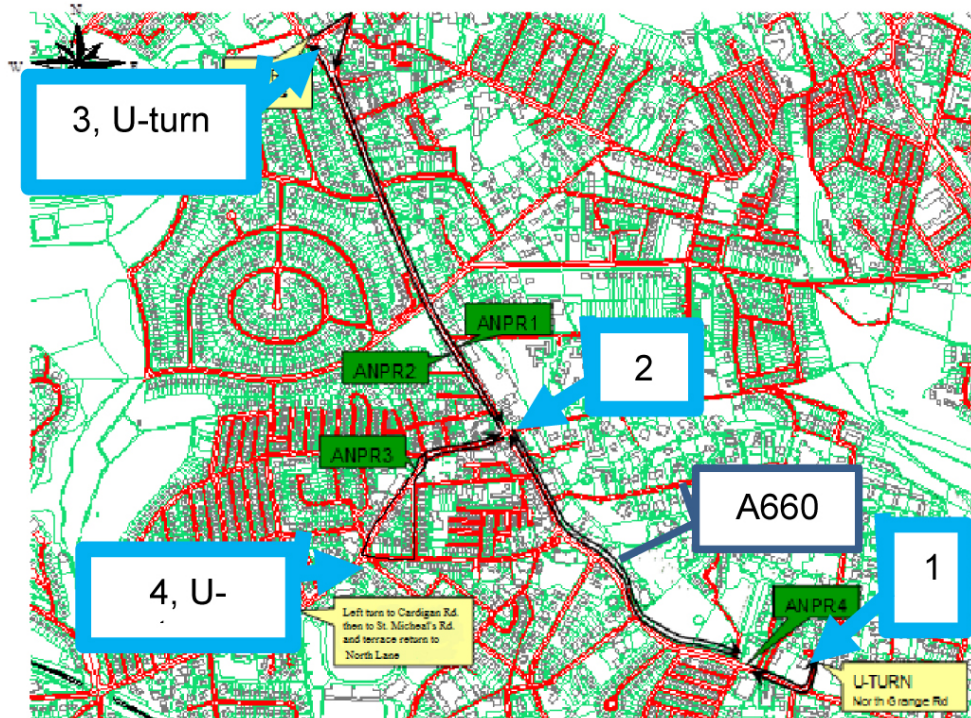 N
W
E
3, U-turn
ANPR1
ANPR2
2
ANPR3
A660
1
4, U-
ANPR4
Left turn to Cardigan Rd.
then to St. Micheal's Rd.
and terrace return to
North Lane
U-TURN
North Grange Rd